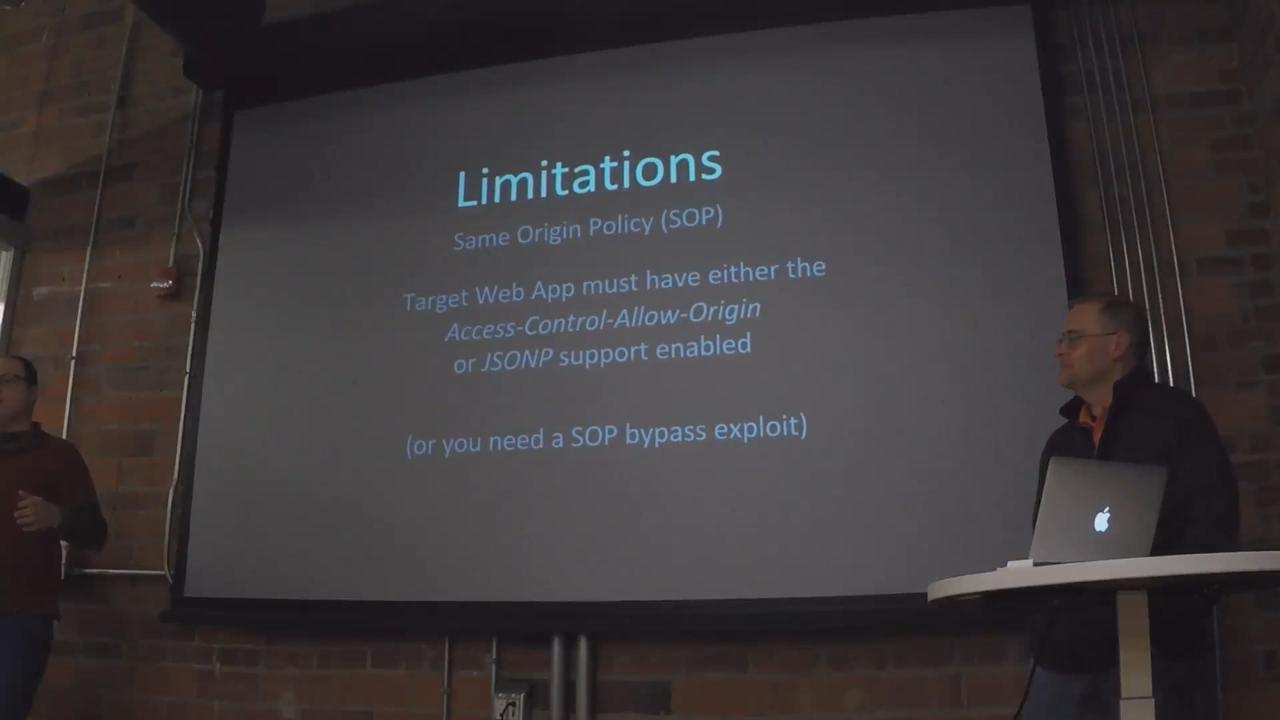 Limitations
Same Origin Policy (SOP)
Target Web App must have either the
Access-Control-Allow-Origin
or JSONP support enabled
(or you need a SOP bypass exploit)